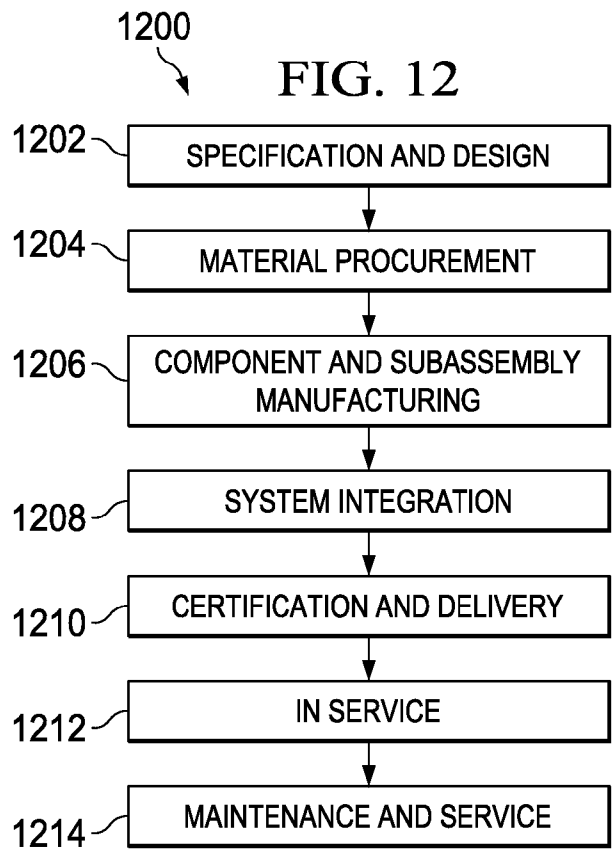 1200
FIG. 12
1202
SPECIFICATION AND DESIGN
1204
MATERIAL PROCUREMENT
1206
COMPONENT AND SUBASSEMBLY
MANUFACTURING
1208
SYSTEM INTEGRATION
1210
CERTIFICATION AND DELIVERY
1212
IN SERVICE
1214
MAINTENANCE AND SERVICE